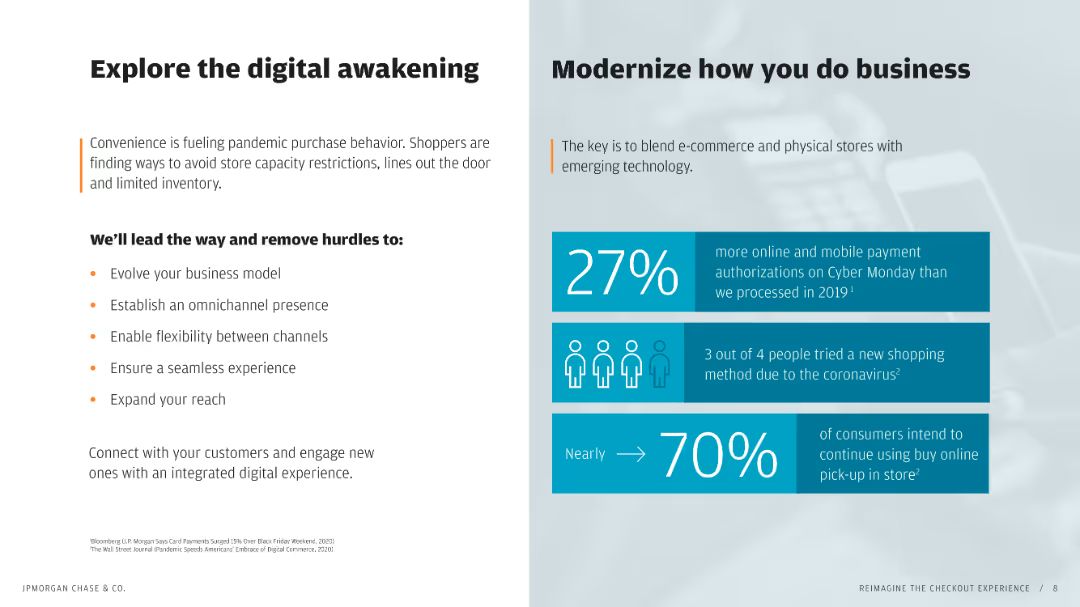 Explore the digital awakening
Convenience is fueling pandemic purchase behavior. Shoppers are
finding ways to avoid store capacity restrictions, lines out the door
and limited inventory.
We'll lead the way and remove hurdles to:
• Evolve your business model
• Establish an omnichannel presence
• Enable flexibility between channels
• Ensure a seamless experience
• Expand your reach
Connect with your customers and engage new
ones with an integrated digital experience.
¹Bloomberg (J.P. Morgan Says Card Payments Surged 15% Over Black Friday Weekend, 2020)
²The Wall Street Journal (Pandemic Speeds Americans' Embrace of Digital Commerce, 2020)
JPMORGAN CHASE & CO.
Modernize how you do business
The key is to blend e-commerce and physical stores with
emerging technology.
27%
more online and mobile payment
authorizations on Cyber Monday than
we processed in 2019¹
3 out of 4 people tried a new shopping
method due to the coronavirus²
Nearly → 70%
of consumers intend to
continue using buy online
pick-up in store²
REIMAGINE THE CHECKOUT EXPERIENCE / 8